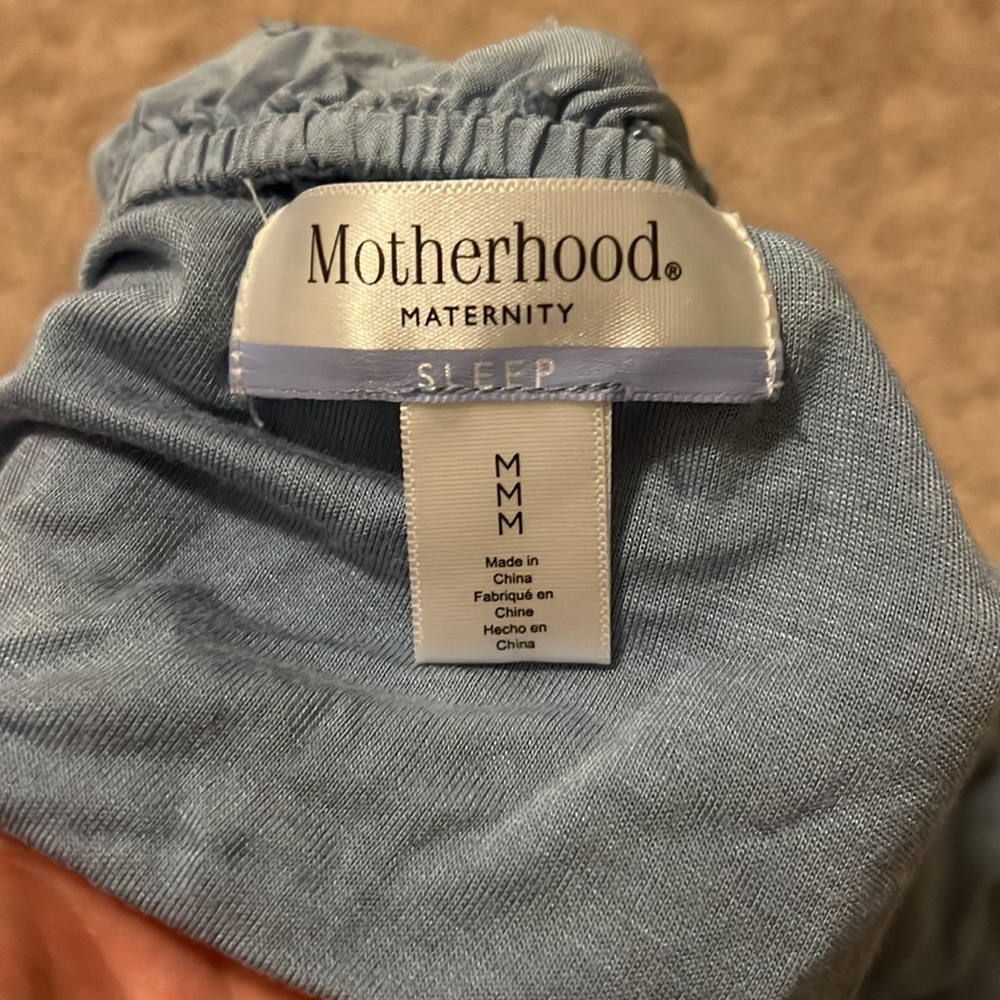 Motherhood®
MATERNITY
SLEEP
M
M
M
Made in
China
Fabriqué en
Chine
Hecho en
China